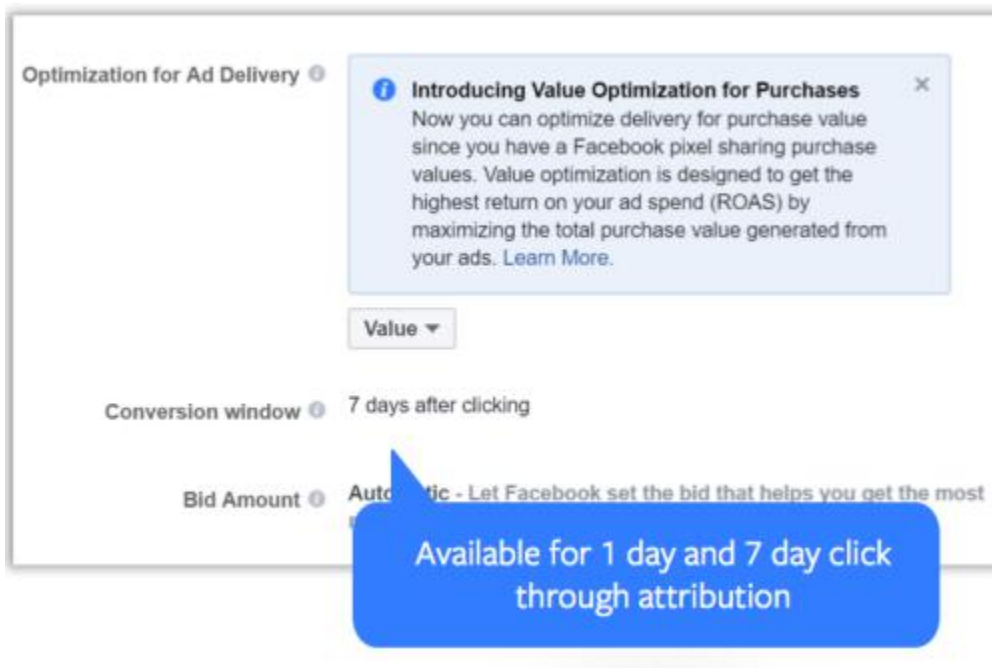 Optimization for Ad Delivery
Introducing Value Optimization for Purchases
Now you can optimize delivery for purchase value
since you have a Facebook pixel sharing purchase
values. Value optimization is designed to get the
highest return on your ad spend (ROAS) by
maximizing the total purchase value generated from
your ads. Learn More.
Value
Conversion window
7 days after clicking
Bid Amount
- Let Facebook set the bid that helps you get the most
Available for 1 day and 7 day click
through attribution